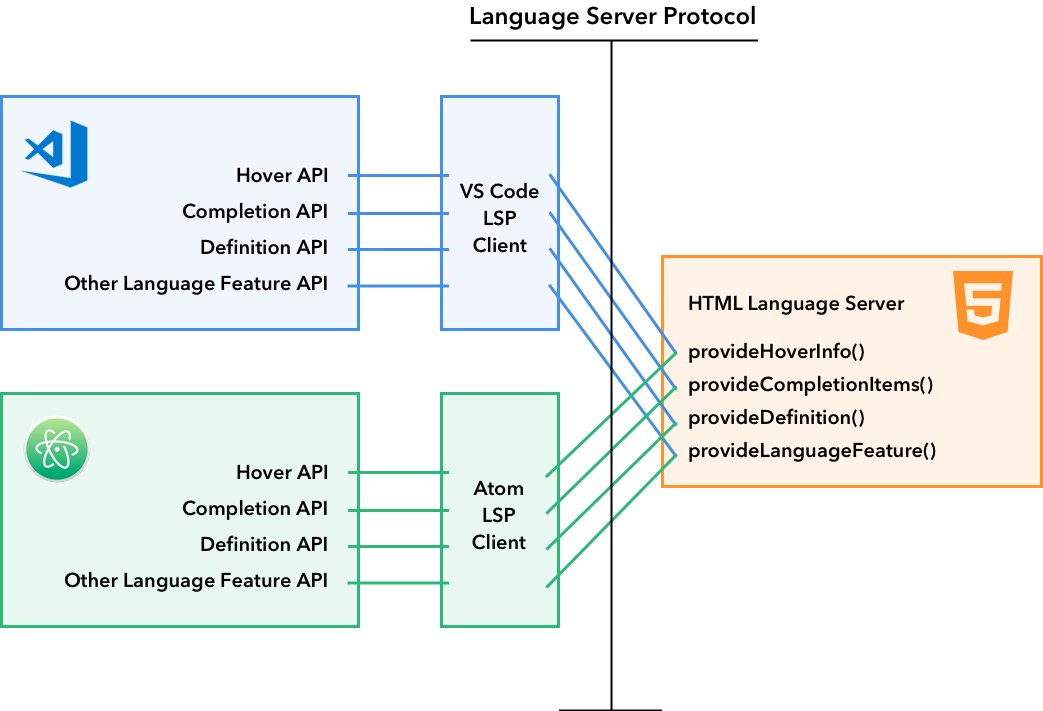 Language Server Protocol
Hover API
Completion API
Definition API
Other Language Feature API
VS Code
LSP
Client
HTML Language Server
provideHoverInfo()
provideCompletionItems()
provideDefinition()
provideLanguageFeature()
Hover API
Completion API
Definition API
Other Language Feature API
Atom
LSP
Client